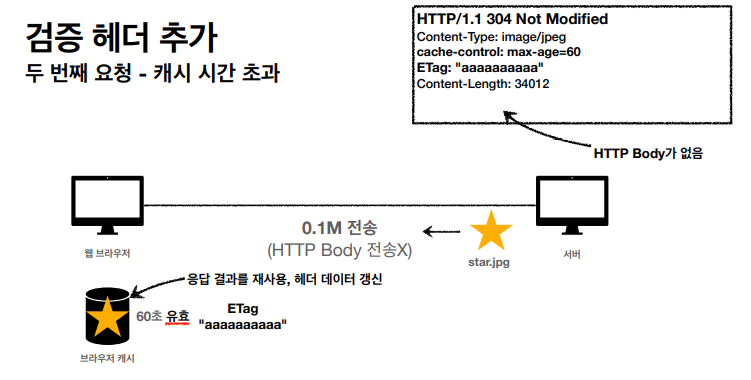 검증 헤더 추가
두 번째 요청 - 캐시 시간 초과
HTTP/1.1 304 Not Modified
Content-Type: image/jpeg
cache-control: max-age=60
ETag: "aaaaaaaaaa"
Content-Length: 34012
HTTP Body가 없음
웹 브라우저
0.1M 전송
(HTTP Body 전송X)
star.jpg
서버
응답 결과를 재사용, 헤더 데이터 갱신
60초 유효
ETag
"aaaaaaaaaa"
브라우저 캐시